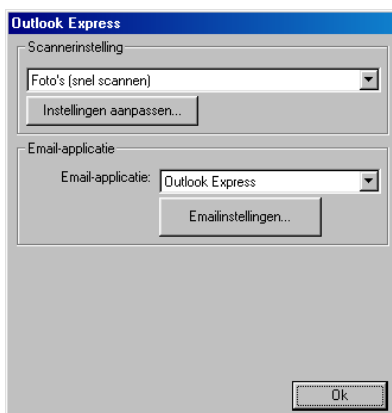 Outlook Express
Scannerinstelling
Foto's (snel scannen)
Instellingen aanpassen...
Email-applicatie
Email-applicatie: Outlook Express
Emailinstellingen...
Ok